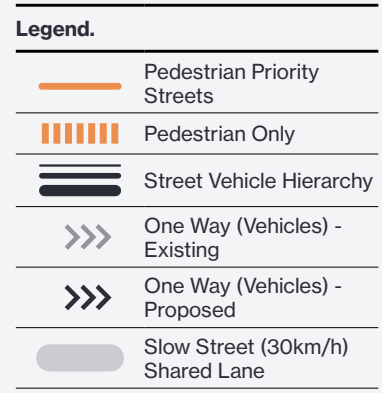 Legend.
Pedestrian Priority
Streets
Pedestrian Only
Street Vehicle Hierarchy
One Way (Vehicles) -
Existing
One Way (Vehicles) -
Proposed
Slow Street (30km/h)
Shared Lane